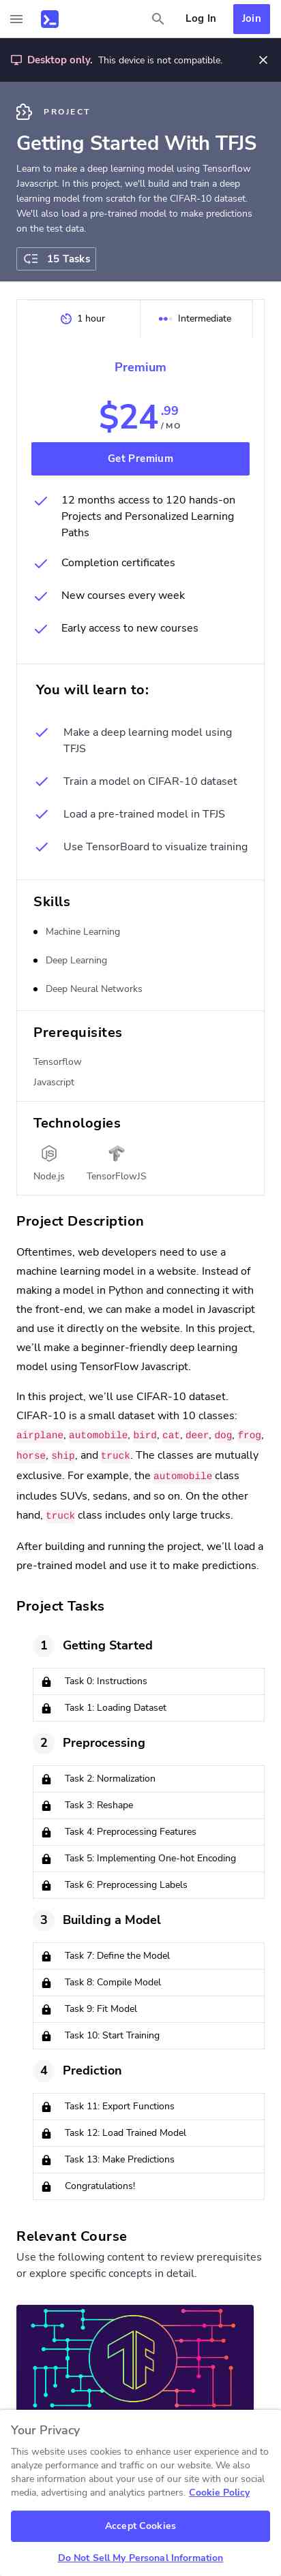 Log In
Join
Desktop only. This device is not compatible.
PROJECT
Getting Started With TFJS
Learn to make a deep learning model using Tensorflow
Javascript. In this project, we'll build and train a deep
learning model from scratch for the CIFAR-10 dataset.
We'll also load a pre-trained model to make predictions
on the test data.
15 Tasks
1 hour
Intermediate
Premium
$24.99
/MO
Get Premium
12 months access to 120 hands-on
Projects and Personalized Learning
Paths
Completion certificates
New courses every week
Early access to new courses
You will learn to:
Make a deep learning model using
TFJS
Train a model on CIFAR-10 dataset
Load a pre-trained model in TFJS
Use TensorBoard to visualize training
Skills
Machine Learning
Deep Learning
Deep Neural Networks
Prerequisites
Tensorflow
Javascript
Technologies
JS
Node.js
TensorFlowJS
Project Description
Oftentimes, web developers need to use a
machine learning model in a website. Instead of
making a model in Python and connecting it with
the front-end, we can make a model in Javascript
and use it directly on the website. In this project,
we’ll make a beginner-friendly deep learning
model using TensorFlow Javascript.
In this project, we’ll use CIFAR-10 dataset.
CIFAR-10 is a small dataset with 10 classes:
airplane, automobile, bird, cat, deer, dog, frog,
horse, ship, and truck. The classes are mutually
exclusive. For example, the automobile class
includes SUVs, sedans, and so on. On the other
hand, truck class includes only large trucks.
After building and running the project, we’ll load a
pre-trained model and use it to make predictions.
Project Tasks
1 Getting Started
Task 0: Instructions
Task 1: Loading Dataset
2 Preprocessing
Task 2: Normalization
Task 3: Reshape
Task 4: Preprocessing Features
Task 5: Implementing One-hot Encoding
Task 6: Preprocessing Labels
3 Building a Model
Task 7: Define the Model
Task 8: Compile Model
Task 9: Fit Model
Task 10: Start Training
4 Prediction
Task 11: Export Functions
Task 12: Load Trained Model
Task 13: Make Predictions
Congratulations!
Relevant Course
Use the following content to review prerequisites
or explore specific concepts in detail.
Your Privacy
This website uses cookies to enhance user experience and to
analyze performance and traffic on our website. We also
share information about your use of our site with our social
media, advertising and analytics partners. Cookie Policy
Accept Cookies
Do Not Sell My Personal Information